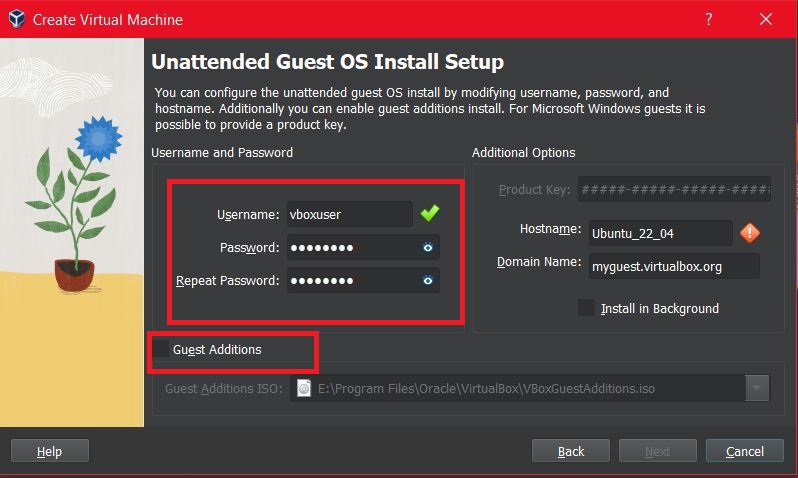 Create Virtual Machine
?
Unattended Guest OS Install Setup
You can configure the unattended guest OS install by modifying username, password, and
hostname. Additionally you can enable guest additions install. For Microsoft Windows guests it is
possible to provide a product key.
Username and Password
Username: vboxuser
Password: ●●●●●●●●
Repeat Password: ●●●●●●●●
Additional Options
Product Key: #####-#####-#####-#####
Hostname: Ubuntu_22_04
Domain Name: myguest.virtualbox.org
Install in Background
Guest Additions
Guest Additions ISO: E:\Program Files\Oracle\VirtualBox\VBoxGuestAdditions.iso
Help
Back
Next
Cancel